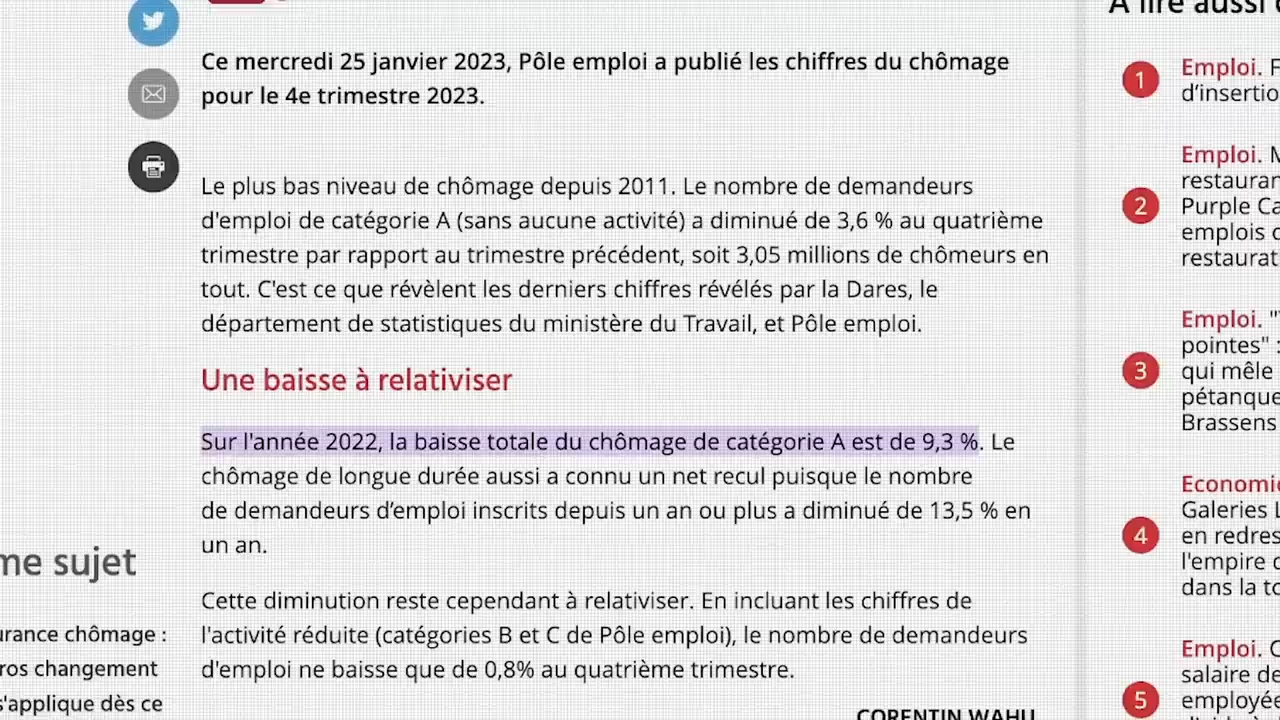 Ce mercredi 25 janvier 2023, Pôle emploi a publié les chiffres du chômage
pour le 4e trimestre 2023.
Le plus bas niveau de chômage depuis 2011. Le nombre de demandeurs
d'emploi de catégorie A (sans aucune activité) a diminué de 3,6 % au quatrième
trimestre par rapport au trimestre précédent, soit 3,05 millions de chômeurs en
tout. C'est ce que révèlent les derniers chiffres révélés par la Dares, le
département de statistiques du ministère du Travail, et Pôle emploi.
Une baisse à relativiser
Sur l'année 2022, la baisse totale du chômage de catégorie A est de 9,3 %. Le
chômage de longue durée aussi a connu un net recul puisque le nombre
de demandeurs d’emploi inscrits depuis un an ou plus a diminué de 13,5 % en
un an.
Cette diminution reste cependant à relativiser. En incluant les chiffres de
l'activité réduite (catégories B et C de Pôle emploi), le nombre de demandeurs
d'emploi ne baisse que de 0,8% au quatrième trimestre.
CORENTIN WAHL
me sujet
urance chômage :
ros changement
s'applique dès ce
A lire aussi
1
Emploi. F
d’insertio
2
Emploi. M
restauran
Purple Ca
emplois
restaurat
3
Emploi. "
pointes" :
qui mêle
pétanque
Brassens
4
Economie
Galeries L
en redres
l'empire
dans la to
5
Emploi.
salaire de
employée